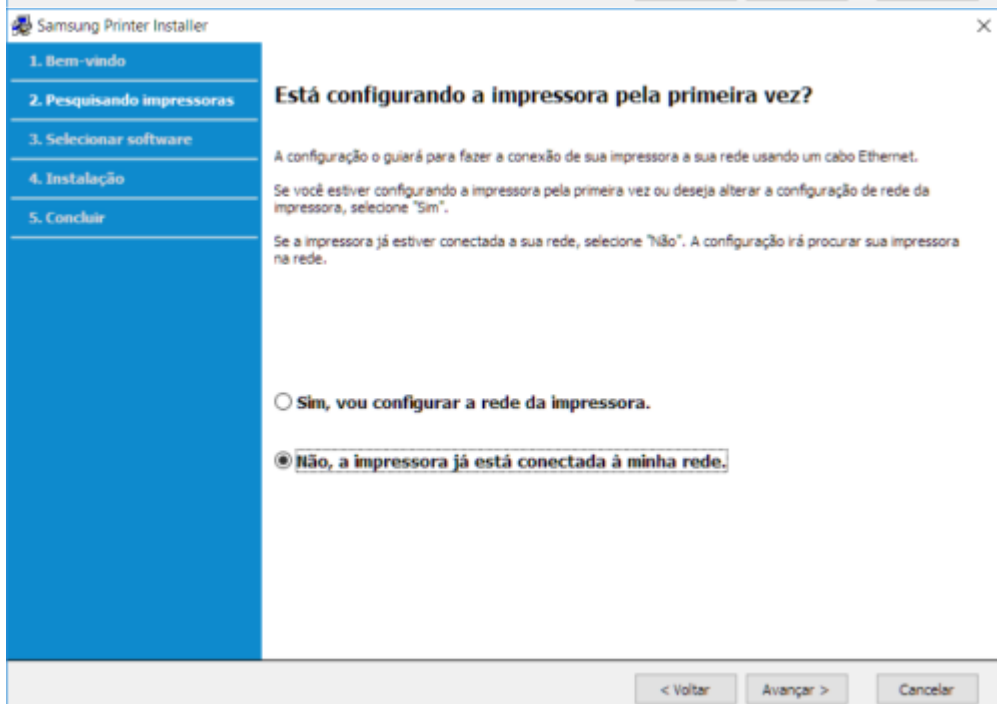 Samsung Printer Installer
1. Bem-vindo
2. Pesquisando impressoras
3. Selecionar software
4. Instalação
5. Concluir
Está configurando a impressora pela primeira vez?
A configuração o guiará para fazer a conexão de sua impressora a sua rede usando um cabo Ethernet.
Se você estiver configurando a impressora pela primeira vez ou deseja alterar a configuração de rede da
impressora, selecione "Sim".
Se a impressora já estiver conectada a sua rede, selecione "Não". A configuração irá procurar sua impressora
na rede.
Sim, vou configurar a rede da impressora.
Não, a impressora já está conectada à minha rede.
< Voltar
Avançar >
Cancelar